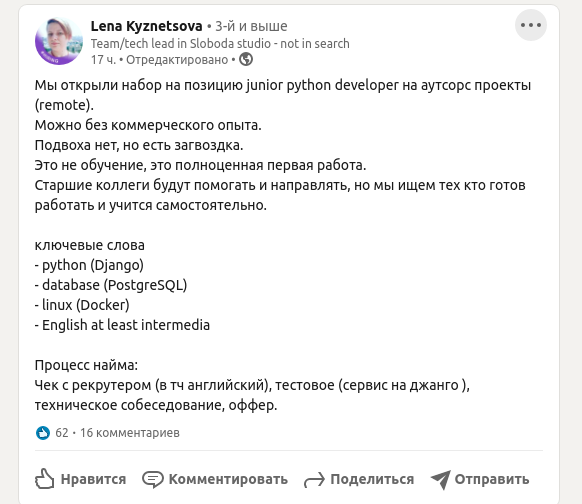 Lena Kyznetsova • 3-й и выше
Team/tech lead in Sloboda studio - not in search
17 ч. • Отредактировано •
Мы открыли набор на позицию junior python developer на аутсорс проекты
(remote).
Можно без коммерческого опыта.
Подвоха нет, но есть загвоздка.
Это не обучение, это полноценная первая работа.
Старшие коллеги будут помогать и направлять, но мы ищем тех кто готов
работать и учится самостоятельно.
ключевые слова
- python (Django)
- database (PostgreSQL)
- linux (Docker)
- English at least intermedia
Процесс найма:
Чек с рекрутером (в тч английский), тестовое (сервис на джанго ),
техническое собеседование, оффер.
62 • 16 комментариев
Нравится Комментировать Поделиться Отправить